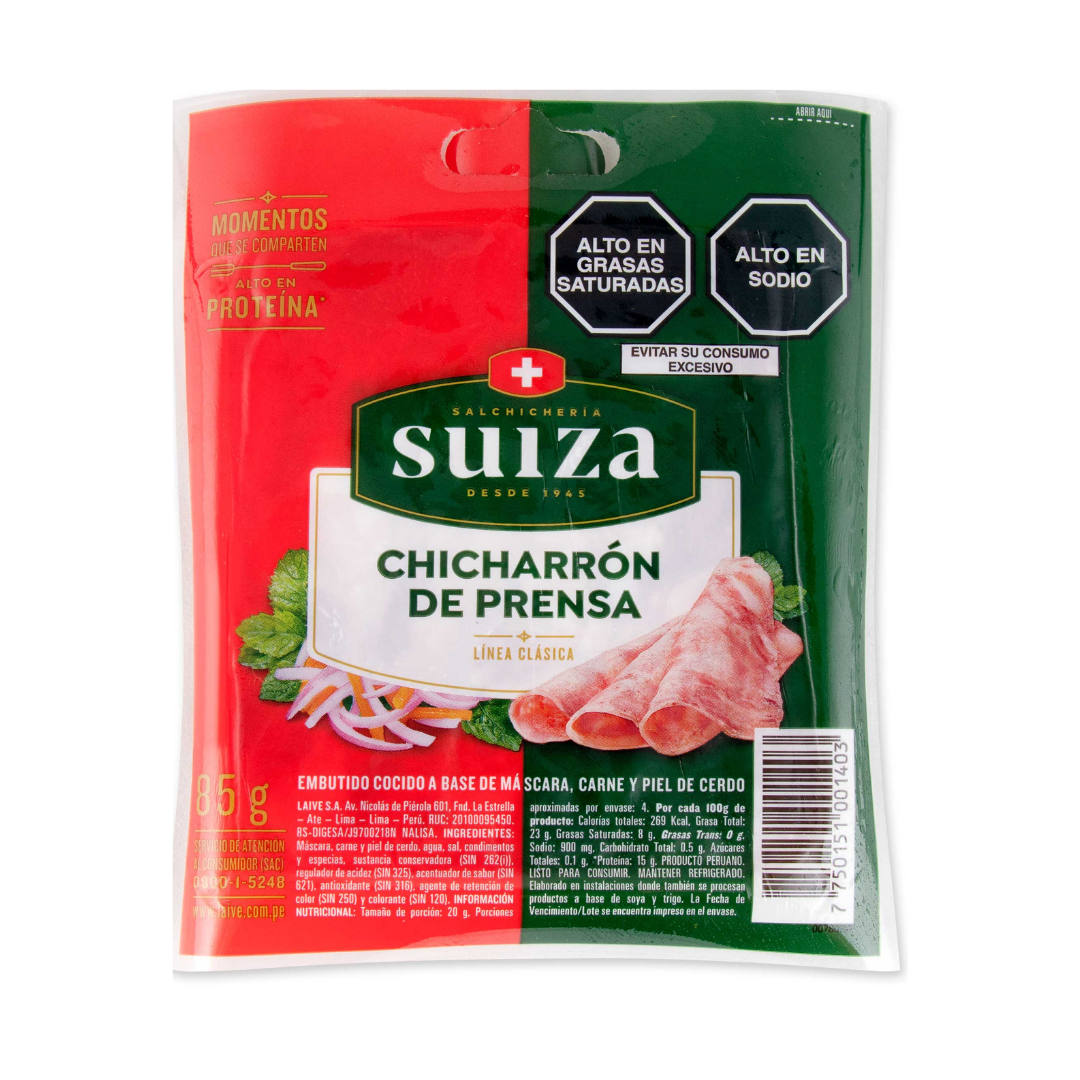 ABRIR AQUÍ
MOMENTOS
QUE SE COMPARTEN
ALTO EN
PROTEÍNA*
ALTO EN
GRASAS
SATURADAS
ALTO EN
SODIO
EVITAR SU CONSUMO
EXCESIVO
SALCHICHERÍA
suiza
DESDE 1945
CHICHARRÓN
DE PRENSA
LÍNEA CLÁSICA
85 g
SERVICIO DE ATENCIÓN
AL CONSUMIDOR (SAC)
0800-1-5248
www.laive.com.pe
EMBUTIDO COCIDO A BASE DE MÁSCARA, CARNE Y PIEL DE CERDO
LAIVE S.A. Av. Nicolás de Piérola 601, Fnd. La Estrella
– Ate – Lima – Lima – Perú. RUC: 20100095450.
RS-DIGESA/J9700218N NALISA. INGREDIENTES:
Máscara, carne y piel de cerdo, agua, sal, condimentos
y especias, sustancia conservadora (SIN 262(i)),
regulador de acidez (SIN 325), acentuador de sabor (SIN
621), antioxidante (SIN 316), agente de retención de
color (SIN 250) y colorante (SIN 120). INFORMACIÓN
NUTRICIONAL: Tamaño de porción: 20 g. Porciones
aproximadas por envase: 4. Por cada 100g de
producto: Calorías totales: 269 Kcal, Grasa Total:
23 g, Grasas Saturadas: 8 g. Grasas Trans: 0 g.
Sodio: 900 mg, Carbohidrato Total: 0.5 g, Azúcares
Totales: 0.1 g. *Proteína: 15 g. PRODUCTO PERUANO.
LISTO PARA CONSUMIR. MANTENER REFRIGERADO.
Elaborado en instalaciones donde también se procesan
productos a base de soya y trigo. La Fecha de
Vencimiento/Lote se encuentra impreso en el envase.
7 750151 001403